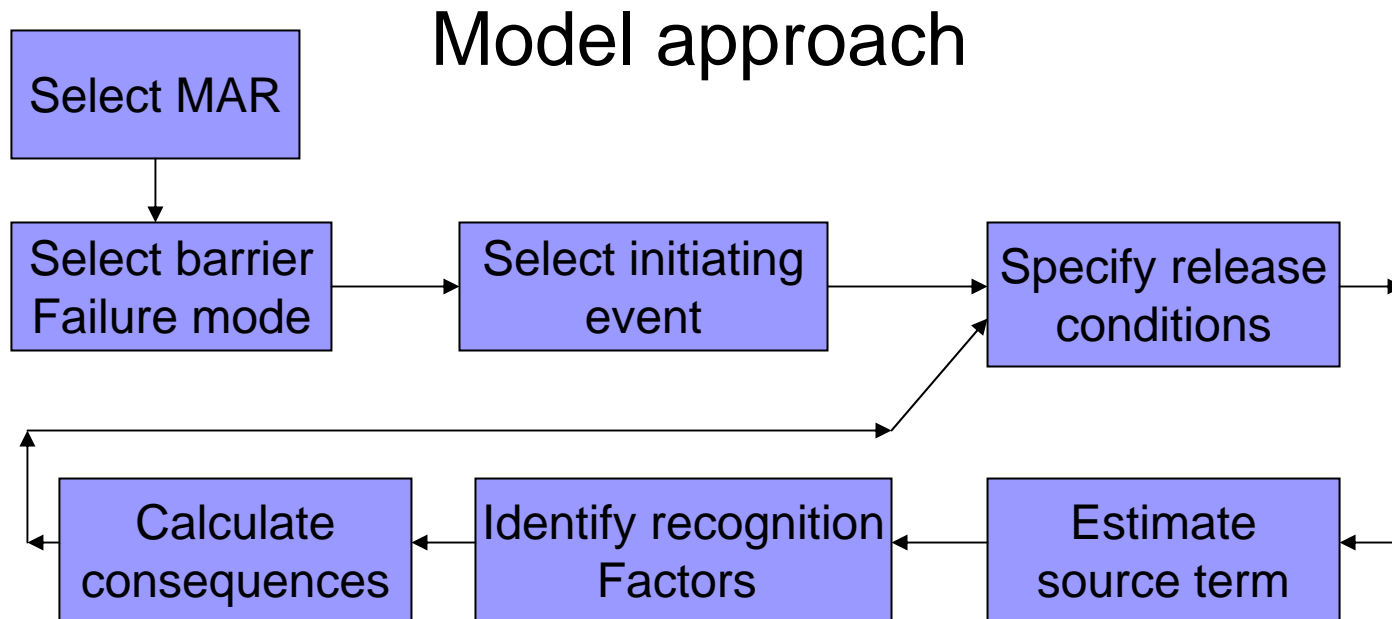 Model approach
Select MAR
Select barrier
Failure mode
Select initiating
event
Specify release
conditions
Calculate
consequences
Identify recognition
Factors
Estimate
source term